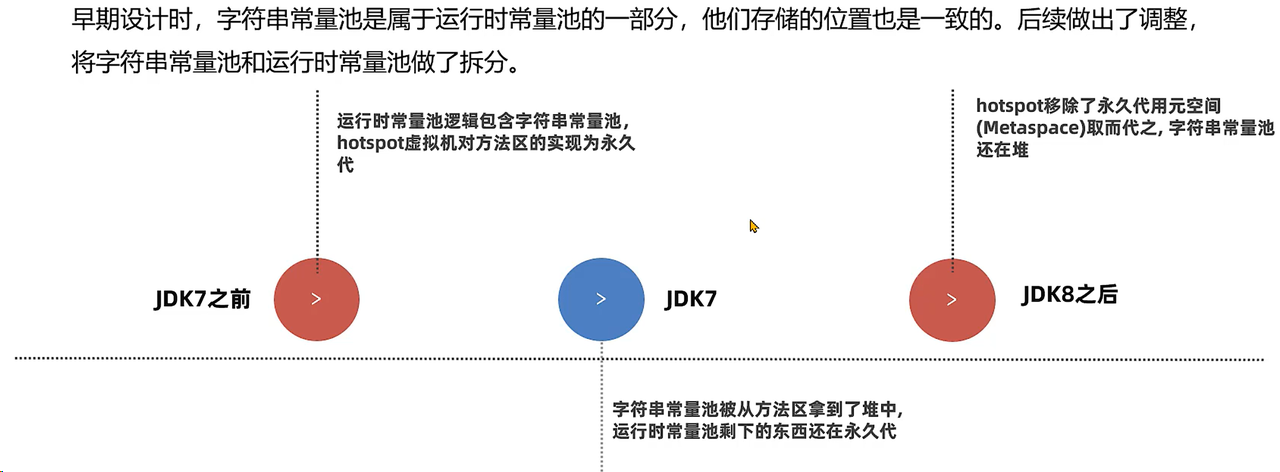 早期设计时，字符串常量池是属于运行时常量池的一部分，他们存储的位置也是一致的。后续做出了调整，
将字符串常量池和运行时常量池做了拆分。
运行时常量池逻辑包含字符串常量池，
hotspot虚拟机对方法区的实现为永久
代
hotspot移除了永久代用元空间
(Metaspace)取而代之, 字符串常量池
还在堆
JDK7之前
>
>
JDK7
>
JDK8之后
字符串常量池被从方法区拿到了堆中,
运行时常量池剩下的东西还在永久代